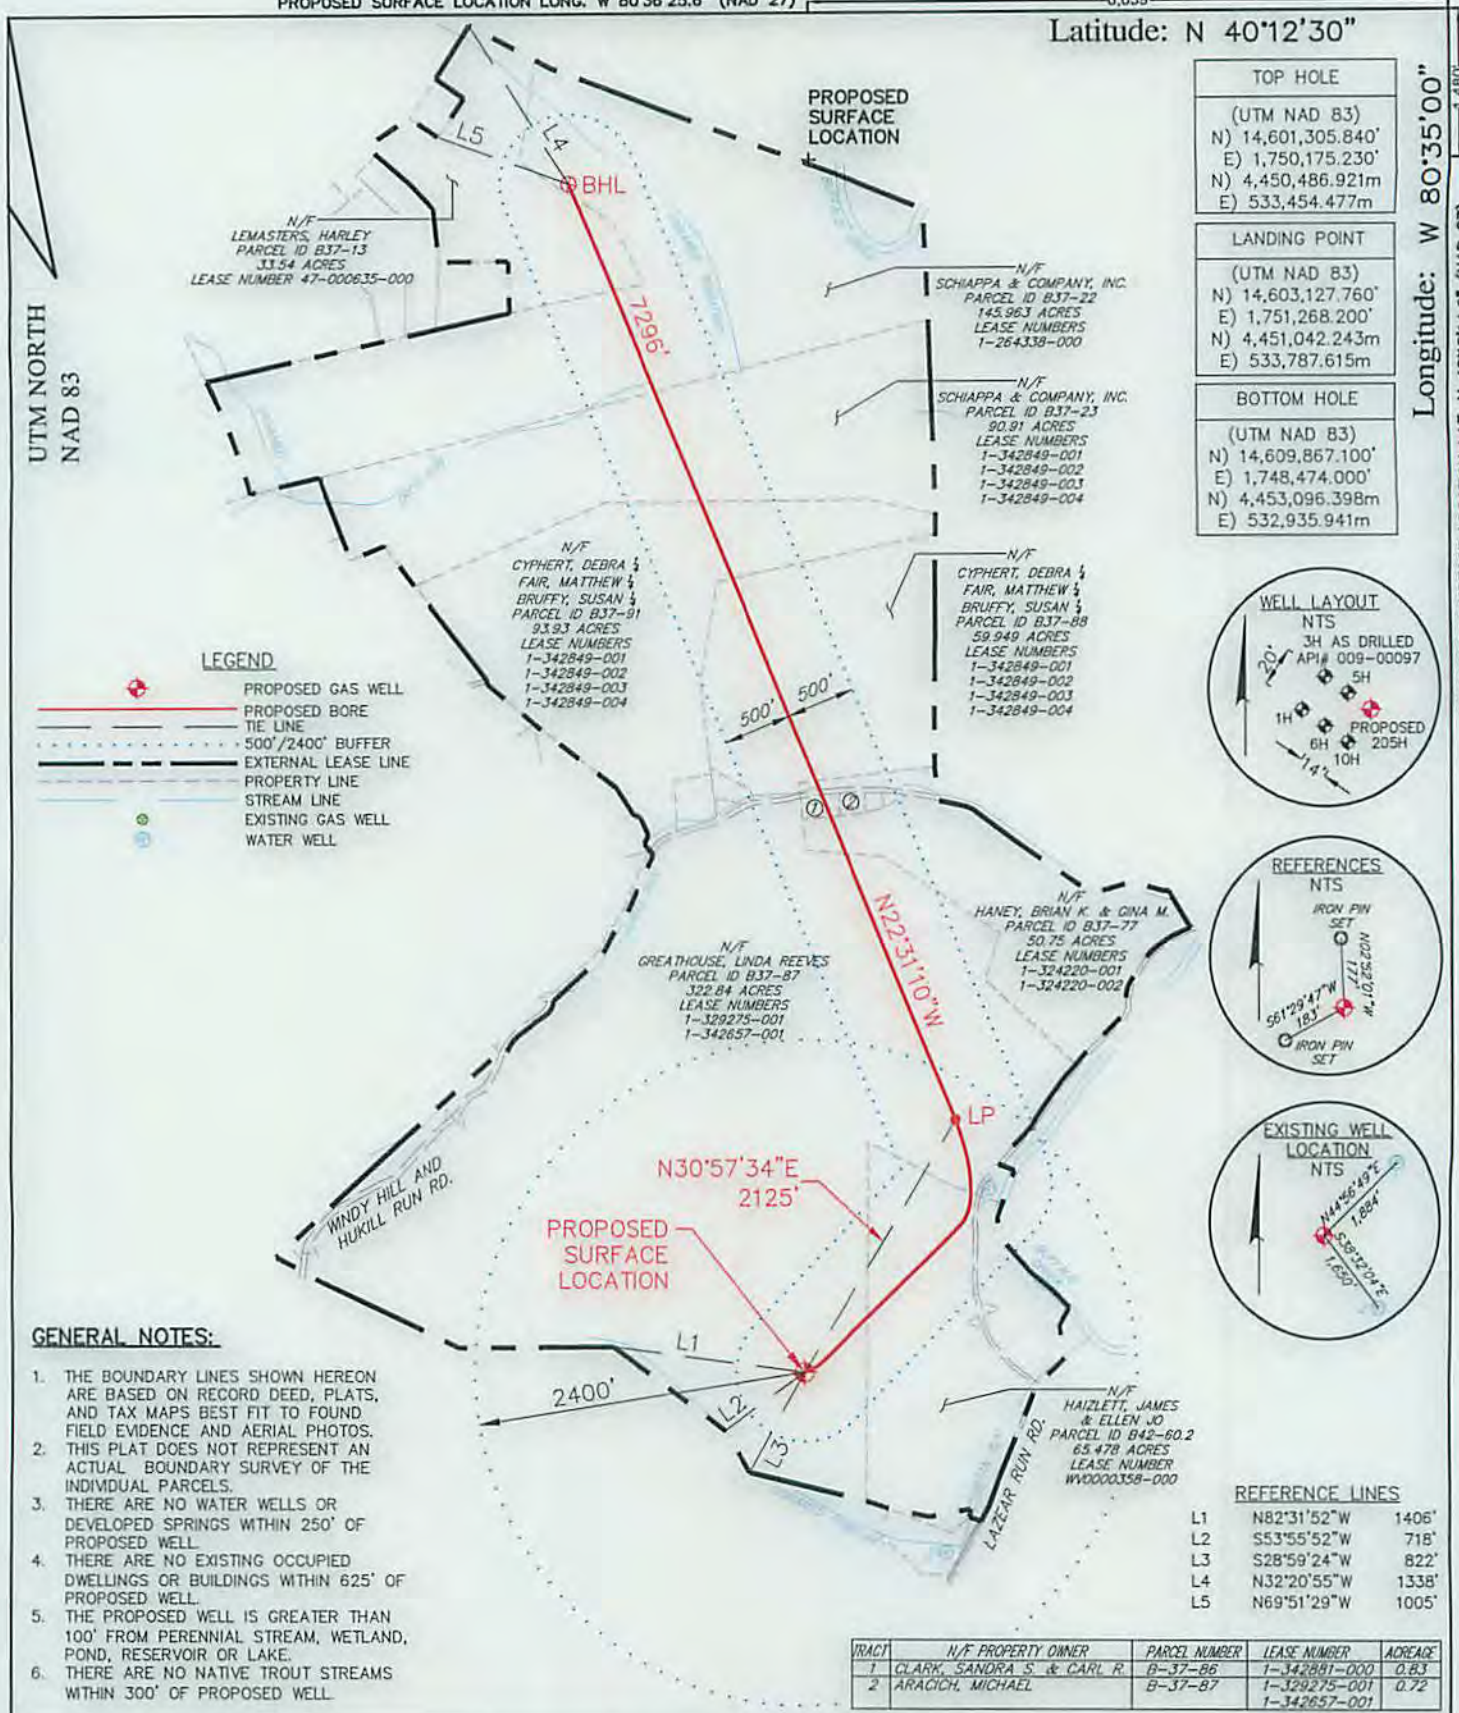 PROPOSED SURFACE LOCATION LONG. W 80°36'25.6" (NAD 27)
Latitude: N 40°12'30"
Longitude: W 80°35'00"
TOP HOLE
(UTM NAD 83)
N) 14,601,305.840'
E) 1,750,175.230'
N) 4,450,486.921m
E) 533,454.477m
LANDING POINT
(UTM NAD 83)
N) 14,603,127.760'
E) 1,751,268.200'
N) 4,451,042.243m
E) 533,787.615m
BOTTOM HOLE
(UTM NAD 83)
N) 14,609,867.100'
E) 1,748,474.000'
N) 4,453,096.398m
E) 532,935.941m
UTM NORTH
NAD 83
PROPOSED
SURFACE
LOCATION
L5
L4
BHL
7296'
N/F
LEMASTERS, HARLEY
PARCEL ID B37-13
33.54 ACRES
LEASE NUMBER 47-000635-000
N/F
SCHIAPPA & COMPANY, INC.
PARCEL ID B37-22
145.963 ACRES
LEASE NUMBERS
1-264338-000
N/F
SCHIAPPA & COMPANY, INC.
PARCEL ID B37-23
90.91 ACRES
LEASE NUMBERS
1-342849-001
1-342849-002
1-342849-003
1-342849-004
N/F
CYPHERT, DEBRA
FAIR, MATTHEW
BRUFFY, SUSAN
PARCEL ID B37-91
93.93 ACRES
LEASE NUMBERS
1-342849-001
1-342849-002
1-342849-003
1-342849-004
N/F
CYPHERT, DEBRA
FAIR, MATTHEW
BRUFFY, SUSAN
PARCEL ID B37-88
59.949 ACRES
LEASE NUMBERS
1-342849-001
1-342849-002
1-342849-003
1-342849-004
500'
500'
LEGEND
PROPOSED GAS WELL
PROPOSED BORE
TIE LINE
500'/2400' BUFFER
EXTERNAL LEASE LINE
PROPERTY LINE
STREAM LINE
EXISTING GAS WELL
WATER WELL
WELL LAYOUT
NTS
3H AS DRILLED
API# 009-00097
20'
5H
1H
PROPOSED
205H
6H
10H
14'
1
2
REFERENCES
NTS
IRON PIN
SET
N02°52'01"W
177'
S61°29'47"W
183'
IRON PIN
SET
N/F
HANEY, BRIAN K. & GINA M.
PARCEL ID B37-77
50.75 ACRES
LEASE NUMBERS
1-324220-001
1-324220-002
N/F
GREATHOUSE, LINDA REEVES
PARCEL ID B37-87
322.84 ACRES
LEASE NUMBERS
1-329275-001
1-342657-001
N22°31'10"W
LP
EXISTING WELL
LOCATION
NTS
N44°56'49"E
1,884'
S38°32'04"E
1,650'
N30°57'34"E
2125'
WINDY HILL AND
HUKILL RUN RD.
PROPOSED
SURFACE
LOCATION
L1
2400'
L2
L3
N/F
HAIZLETT, JAMES
& ELLEN JO
PARCEL ID B42-60.2
65.478 ACRES
LEASE NUMBER
WV0000358-000
LAZEAR RUN RD.
GENERAL NOTES:
1. THE BOUNDARY LINES SHOWN HEREON
ARE BASED ON RECORD DEED, PLATS,
AND TAX MAPS BEST FIT TO FOUND
FIELD EVIDENCE AND AERIAL PHOTOS.
2. THIS PLAT DOES NOT REPRESENT AN
ACTUAL BOUNDARY SURVEY OF THE
INDIVIDUAL PARCELS.
3. THERE ARE NO WATER WELLS OR
DEVELOPED SPRINGS WITHIN 250' OF
PROPOSED WELL.
4. THERE ARE NO EXISTING OCCUPIED
DWELLINGS OR BUILDINGS WITHIN 625' OF
PROPOSED WELL.
5. THE PROPOSED WELL IS GREATER THAN
100' FROM PERENNIAL STREAM, WETLAND,
POND, RESERVOIR OR LAKE.
6. THERE ARE NO NATIVE TROUT STREAMS
WITHIN 300' OF PROPOSED WELL.
REFERENCE LINES
L1 N82°31'52"W 1406'
L2 S53°55'52"W 718'
L3 S28°59'24"W 822'
L4 N32°20'55"W 1338'
L5 N69°51'29"W 1005'
TRACT N/F PROPERTY OWNER PARCEL NUMBER LEASE NUMBER ACREAGE
1 CLARK, SANDRA S. & CARL R. B-37-86 1-342881-000 0.83
2 ARACICH, MICHAEL B-37-87 1-329275-001 0.72
1-342657-001